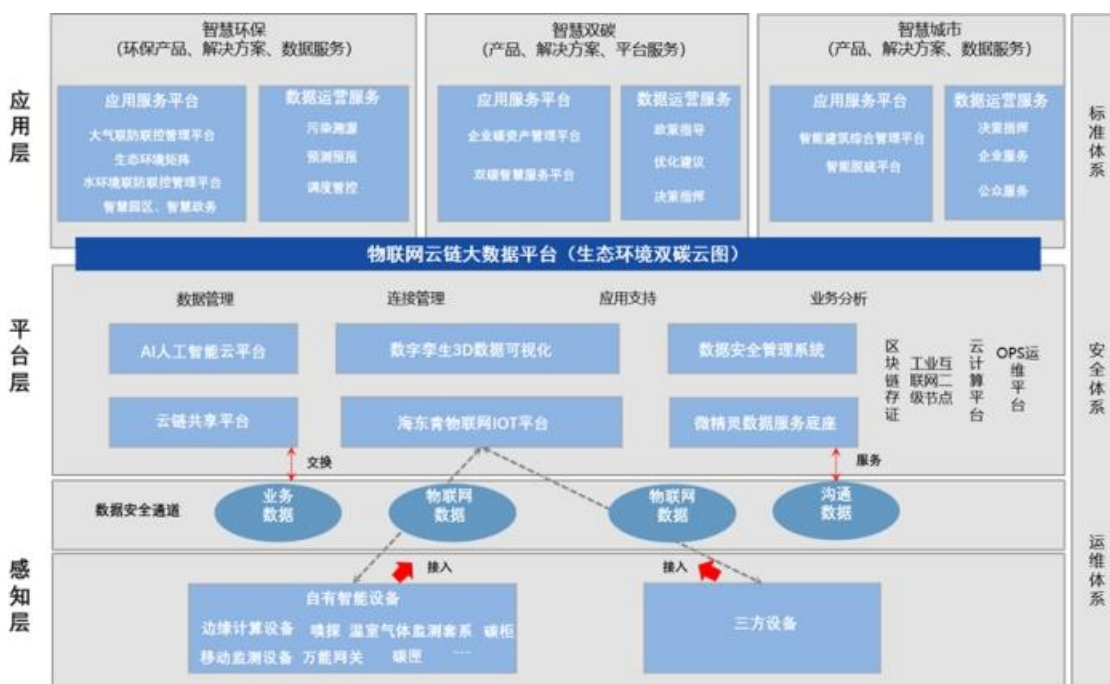 应用层
智慧环保
(环保产品、解决方案、数据服务)
应用服务平台
大气联防联控管理平台
生态环境矩阵
水环境联防联控管理平台
智慧园区、智慧政务
数据运营服务
污染溯源
预测预报
调度管控
智慧双碳
(产品、解决方案、平台服务)
应用服务平台
企业碳资产管理平台
双碳智慧服务平台
数据运营服务
政策指导
优化建议
决策指挥
智慧城市
(产品、解决方案、数据服务)
应用服务平台
智能建筑综合管理平台
智能脱硫平台
数据运营服务
决策指挥
企业服务
公众服务
标准体系
物联网云链大数据平台（生态环境双碳云图）
平台层
数据管理
连接管理
应用支持
业务分析
AI人工智能云平台
数字孪生3D数据可视化
数据安全管理系统
云链共享平台
海东青物联网IOT平台
微精灵数据服务底座
区块链存证
工业互联网二级节点
云计算平台
OPS运维平台
安全体系
交换
服务
数据安全通道
业务数据
物联网数据
物联网数据
沟通数据
感知层
接入
接入
自有智能设备
边缘计算设备 嗅探 温室气体监测套系 碳柜
移动监测设备 万能网关 碳匣 ......
三方设备
运维体系